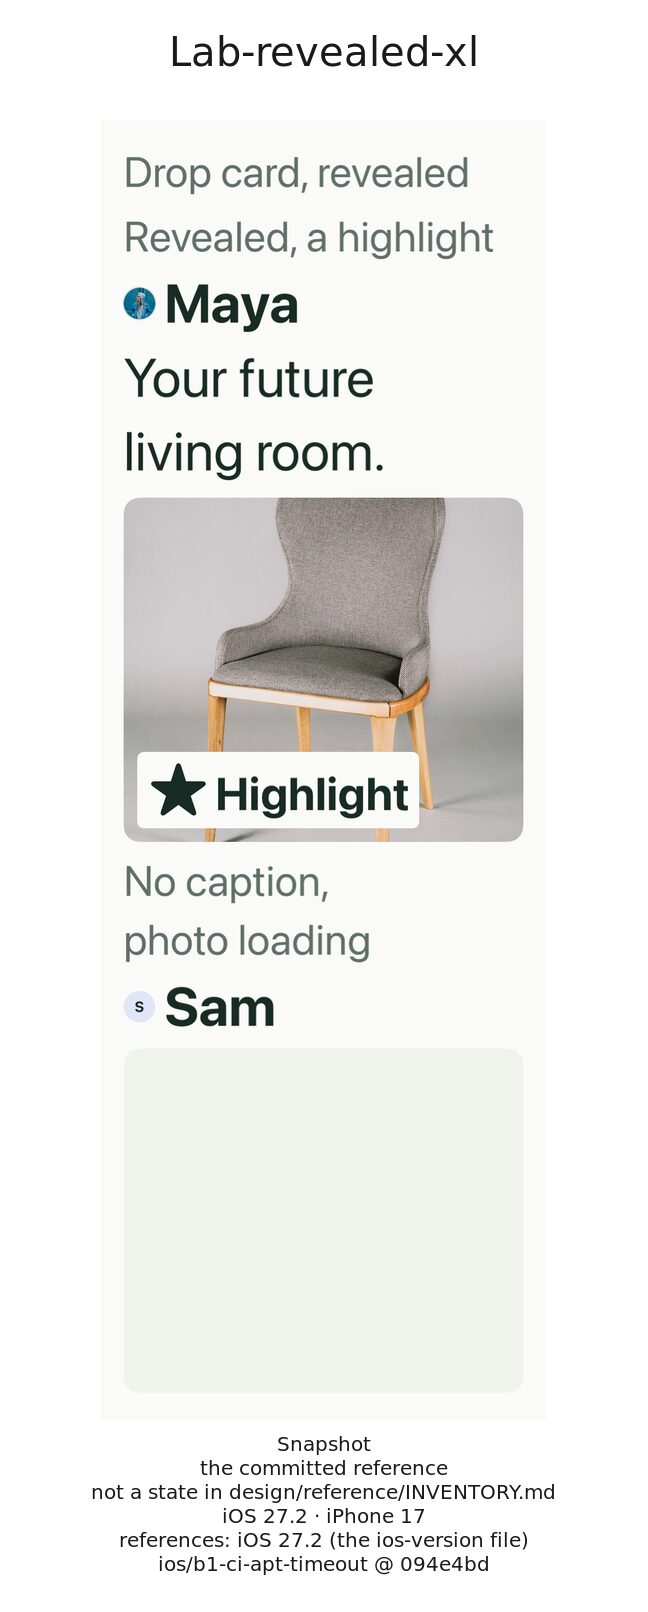 Lab-revealed-xl
Drop card, revealed
Revealed, a highlight
Maya
Your future
living room.
Highlight
No caption,
photo loading
S
Sam
Snapshot
the committed reference
not a state in design/reference/INVENTORY.md
iOS 27.2 · iPhone 17
references: iOS 27.2 (the ios-version file)
ios/b1-ci-apt-timeout @ 094e4bd